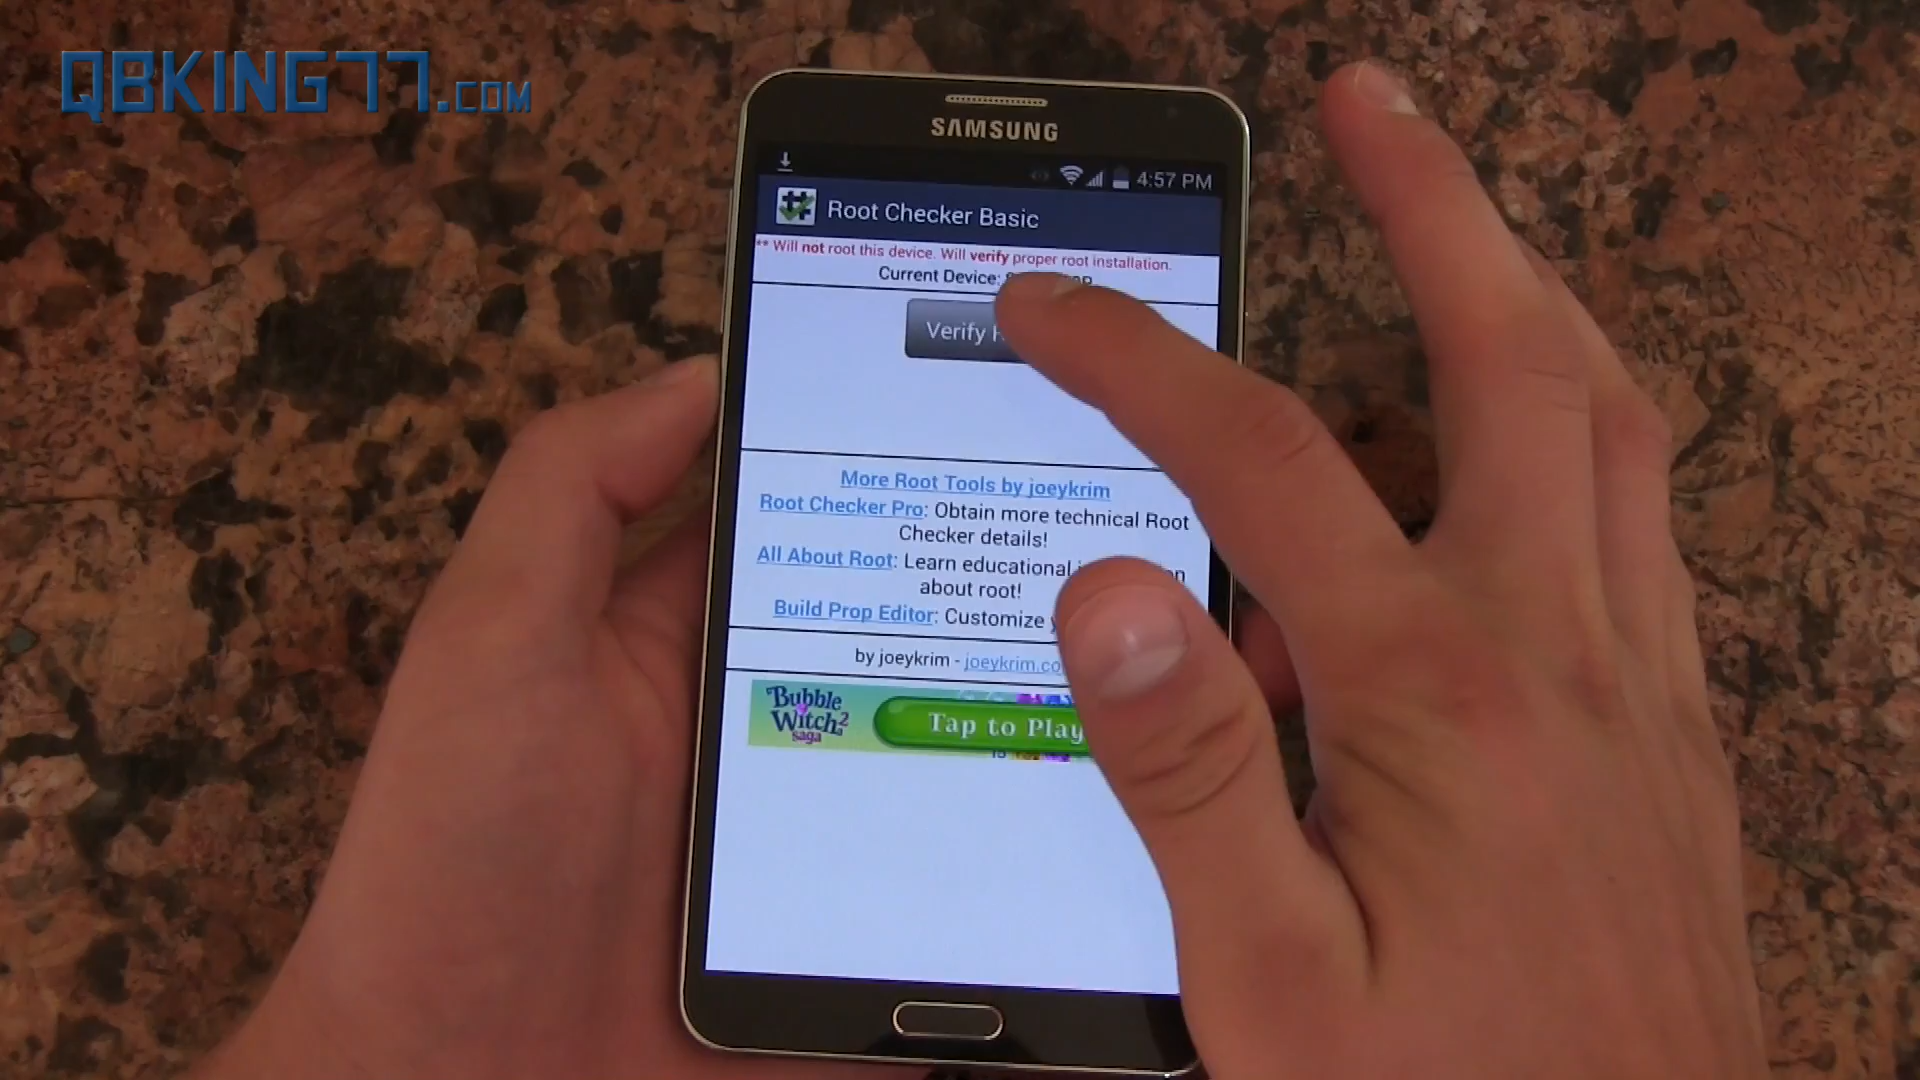 QBKING77.COM
SAMSUNG
4:57 PM
Root Checker Basic
** Will not root this device. Will verify proper root installation.
Current Device:
Verify
More Root Tools by joeykrim
Root Checker Pro: Obtain more technical Root
Checker details!
All About Root: Learn educational
about root!
Build Prop Editor: Customize
by joeykrim - joeykrim.co
Bubble
Witch2
saga
Tap to Play